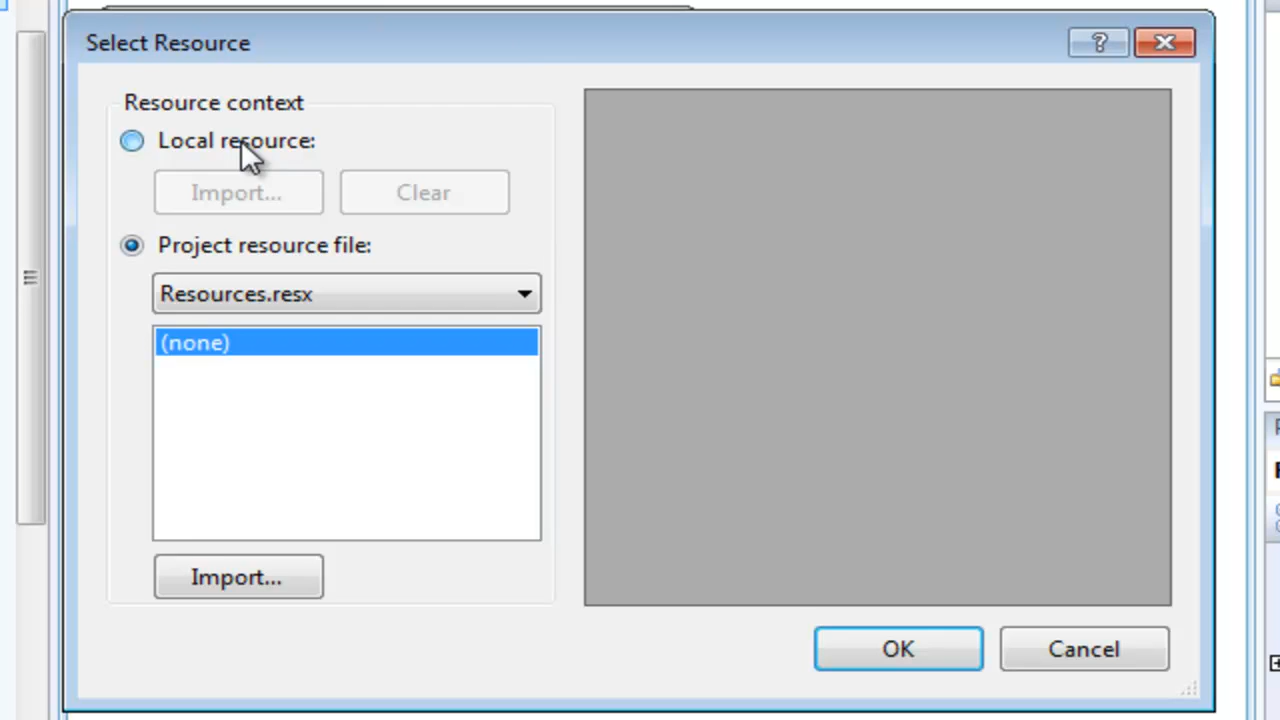 Select Resource
?
Resource context
Local resource:
Import...
Clear
Project resource file:
Resources.resx
(none)
Import...
OK
Cancel